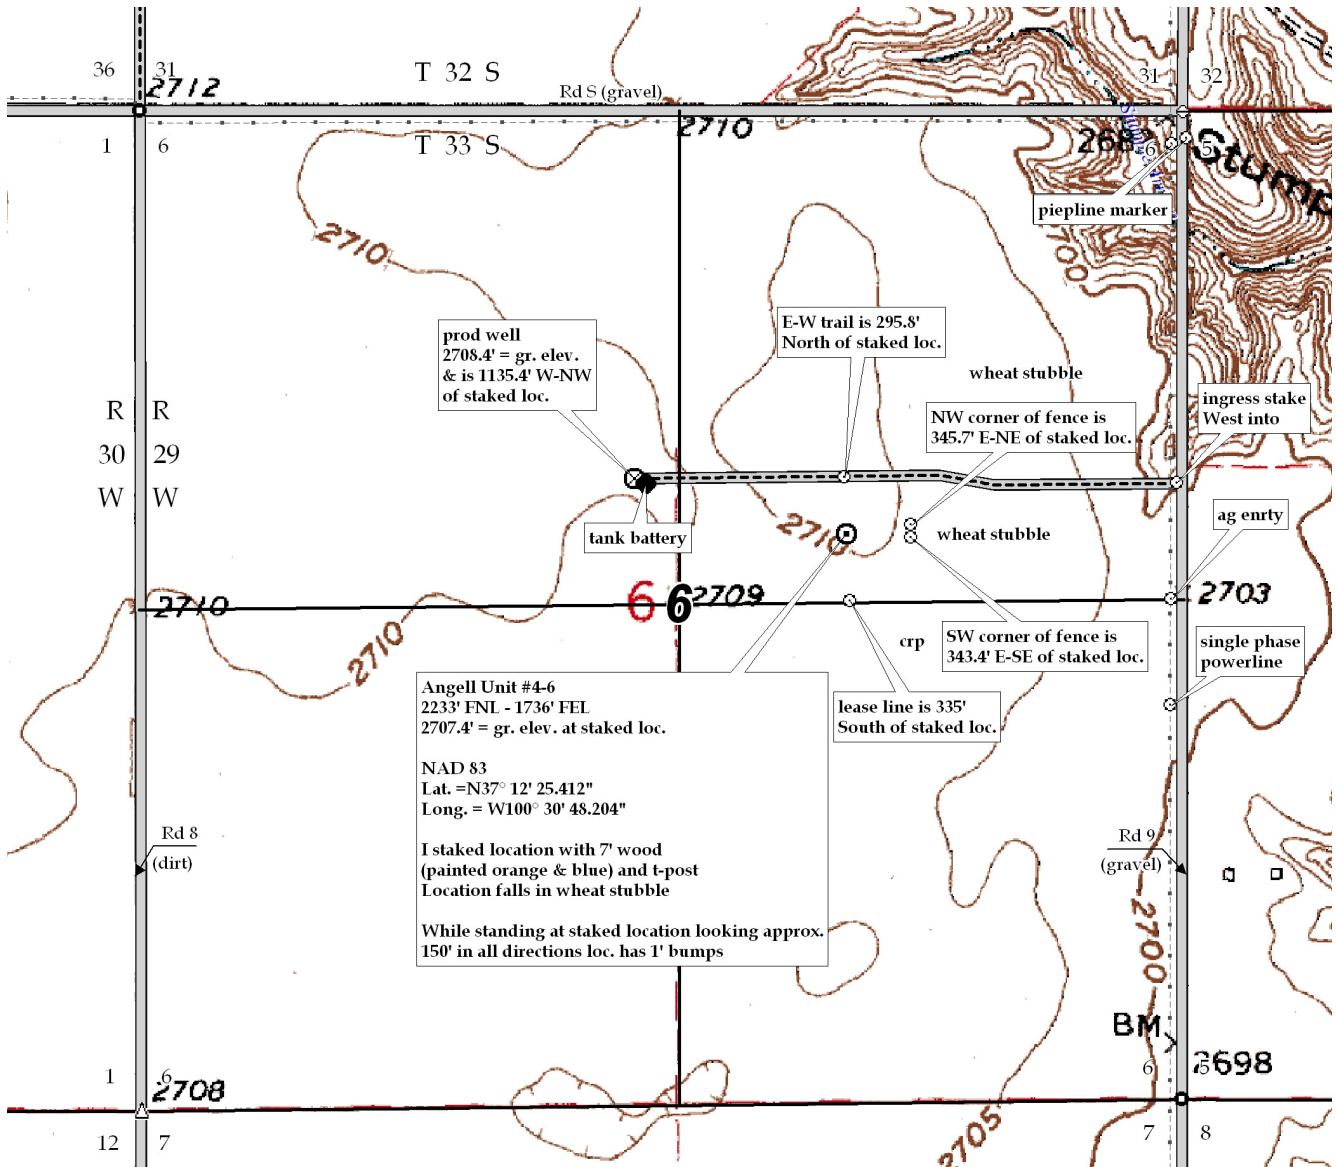 36 31
2712
T 32 S
Rd S (gravel)
31 32
1 6
T 33 S
2710
268
6 5
Stump
piepline marker
2710
700
prod well
2708.4' = gr. elev.
& is 1135.4' W-NW
of staked loc.
E-W trail is 295.8'
North of staked loc.
wheat stubble
ingress stake
West into
NW corner of fence is
345.7' E-NE of staked loc.
R R
30 29
W W
tank battery
2710
wheat stubble
ag enrty
2710
6 6
2709
2703
2710
crp
SW corner of fence is
343.4' E-SE of staked loc.
single phase
powerline
lease line is 335'
South of staked loc.
Angell Unit #4-6
2233' FNL - 1736' FEL
2707.4' = gr. elev. at staked loc.
NAD 83
Lat. =N37° 12' 25.412"
Long. = W100° 30' 48.204"
I staked location with 7' wood
(painted orange & blue) and t-post
Location falls in wheat stubble
While standing at staked location looking approx.
150' in all directions loc. has 1' bumps
Rd 8
(dirt)
Rd 9
(gravel)
2700
BM
1 6
2708
6 5
2698
2705
12 7
7 8